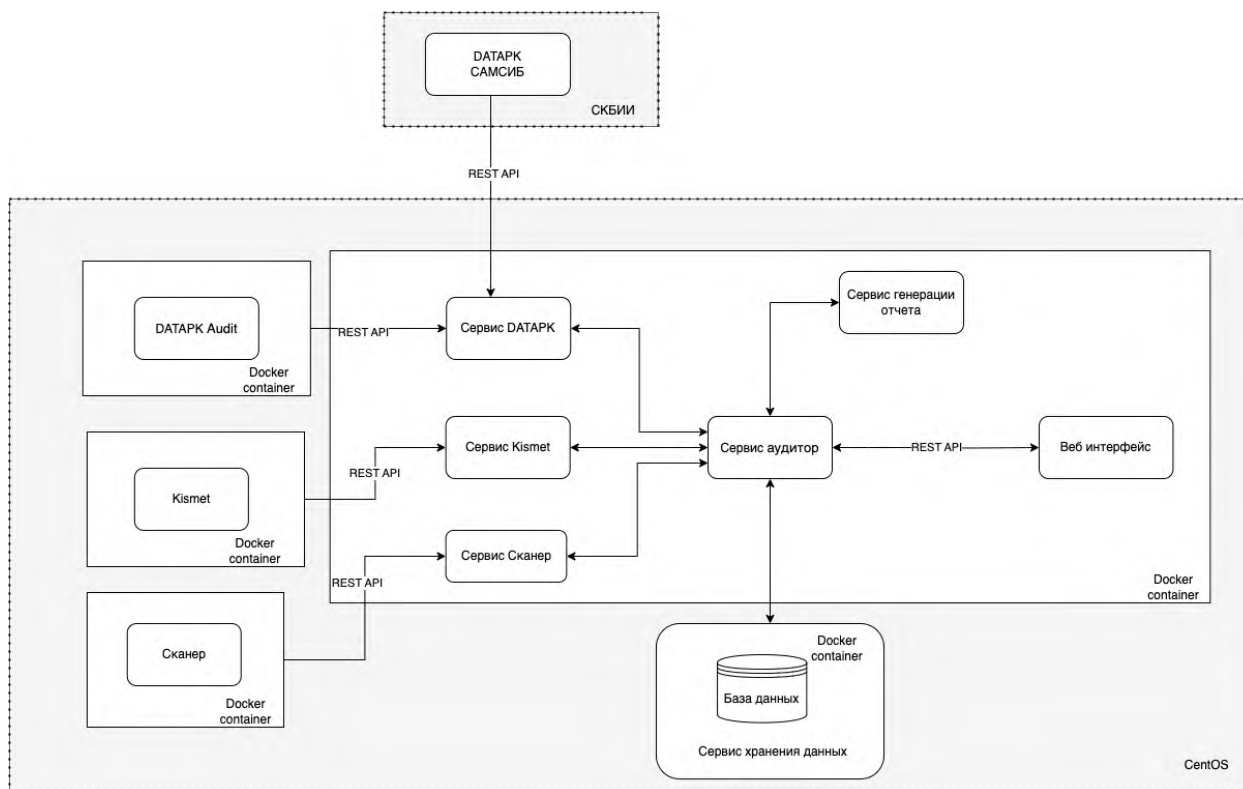 DATAPK
САМСИБ
СКБИИ
REST API
DATAPK Audit
Docker
container
REST API
Сервис DATAPK
Сервис генерации
отчета
Kismet
Docker
container
REST API
Сервис Kismet
Сервис аудитор
REST API
Веб интерфейс
Сканер
Docker
container
REST API
Сервис Сканер
Docker
container
Docker
container
База данных
Сервис хранения данных
CentOS